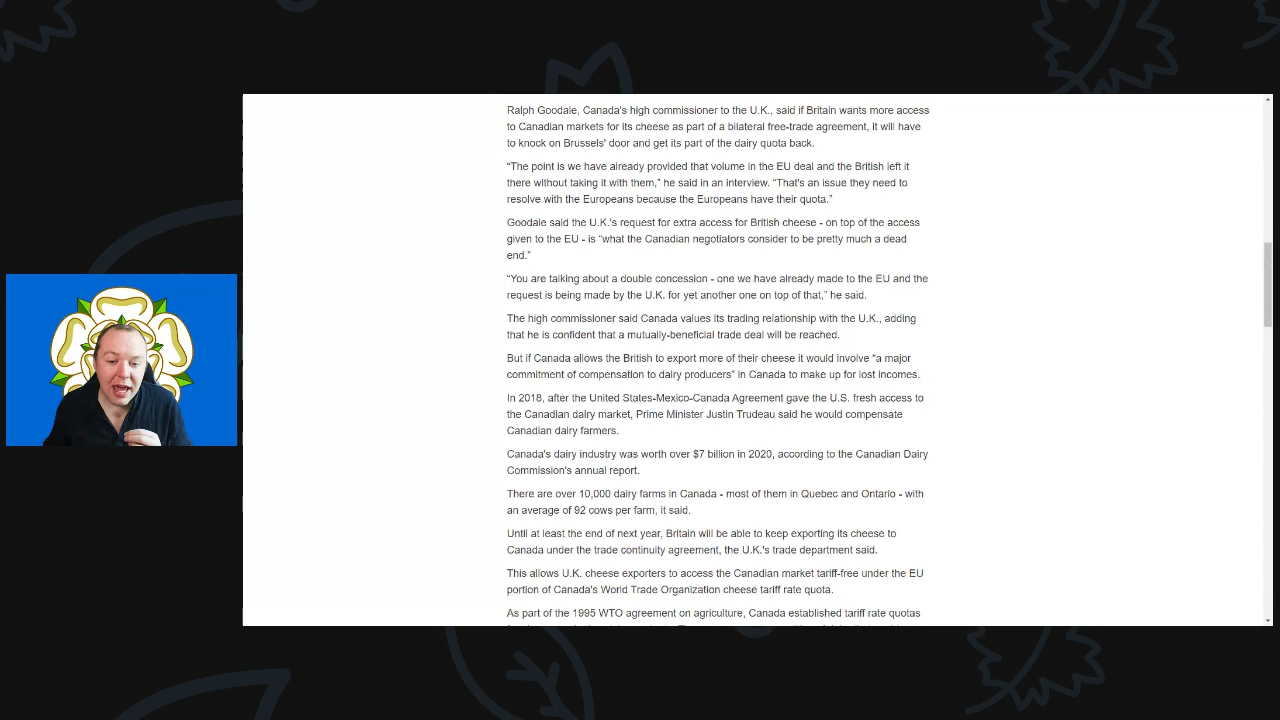 Ralph Goodale, Canada's high commissioner to the U.K., said if Britain wants more access
to Canadian markets for its cheese as part of a bilateral free-trade agreement, it will have
to knock on Brussels' door and get its part of the dairy quota back.
“The point is we have already provided that volume in the EU deal and the British left it
there without taking it with them,” he said in an interview. “That's an issue they need to
resolve with the Europeans because the Europeans have their quota.”
Goodale said the U.K.'s request for extra access for British cheese - on top of the access
given to the EU - is “what the Canadian negotiators consider to be pretty much a dead
end.”
“You are talking about a double concession - one we have already made to the EU and the
request is being made by the U.K. for yet another one on top of that,” he said.
The high commissioner said Canada values its trading relationship with the U.K., adding
that he is confident that a mutually-beneficial trade deal will be reached.
But if Canada allows the British to export more of their cheese it would involve “a major
commitment of compensation to dairy producers” in Canada to make up for lost incomes.
In 2018, after the United States-Mexico-Canada Agreement gave the U.S. fresh access to
the Canadian dairy market, Prime Minister Justin Trudeau said he would compensate
Canadian dairy farmers.
Canada's dairy industry was worth over $7 billion in 2020, according to the Canadian Dairy
Commission's annual report.
There are over 10,000 dairy farms in Canada - most of them in Quebec and Ontario - with
an average of 92 cows per farm, it said.
Until at least the end of next year, Britain will be able to keep exporting its cheese to
Canada under the trade continuity agreement, the U.K.'s trade department said.
This allows U.K. cheese exporters to access the Canadian market tariff-free under the EU
portion of Canada's World Trade Organization cheese tariff rate quota.
As part of the 1995 WTO agreement on agriculture, Canada established tariff rate quotas